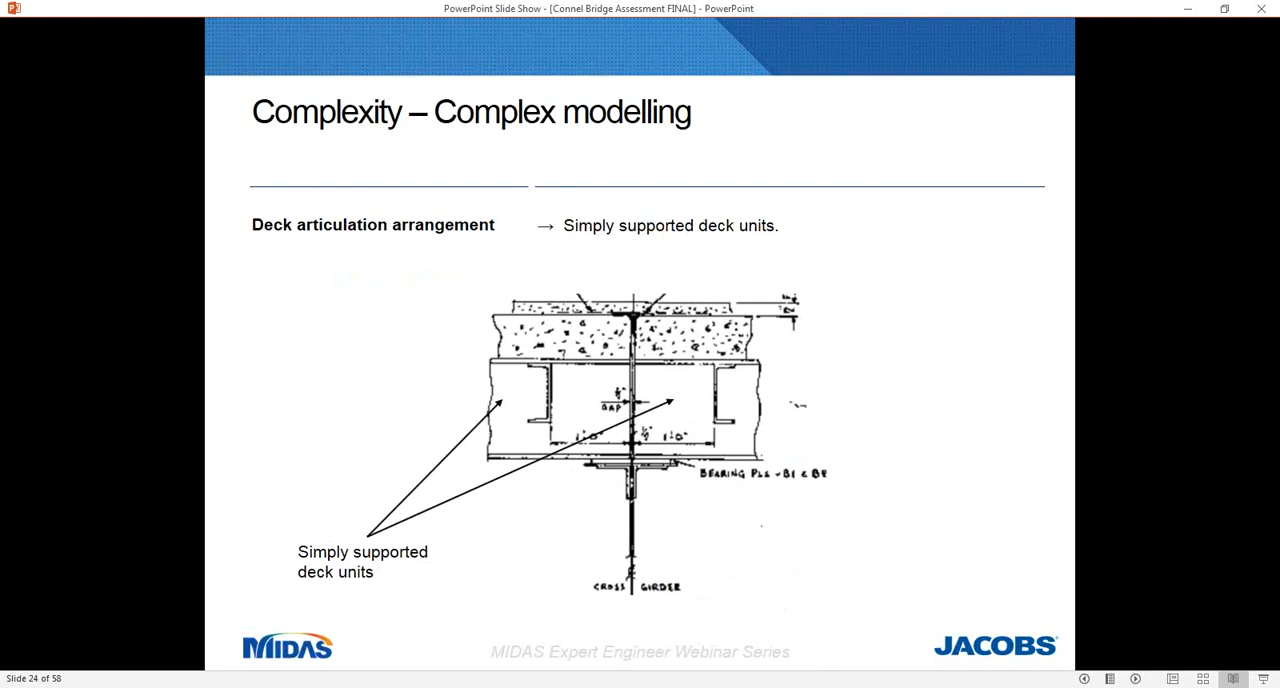 PowerPoint Slide Show - [Connel Bridge Assessment FINAL] - PowerPoint
Complexity – Complex modelling
Deck articulation arrangement
→ Simply supported deck units.
GAP
1'-0"
1'-0"
BEARING PLS -B1 & B2
Simply supported
deck units
CROSS GIRDER
MIDAS
MIDAS Expert Engineer Webinar Series
JACOBS
Slide 24 of 58